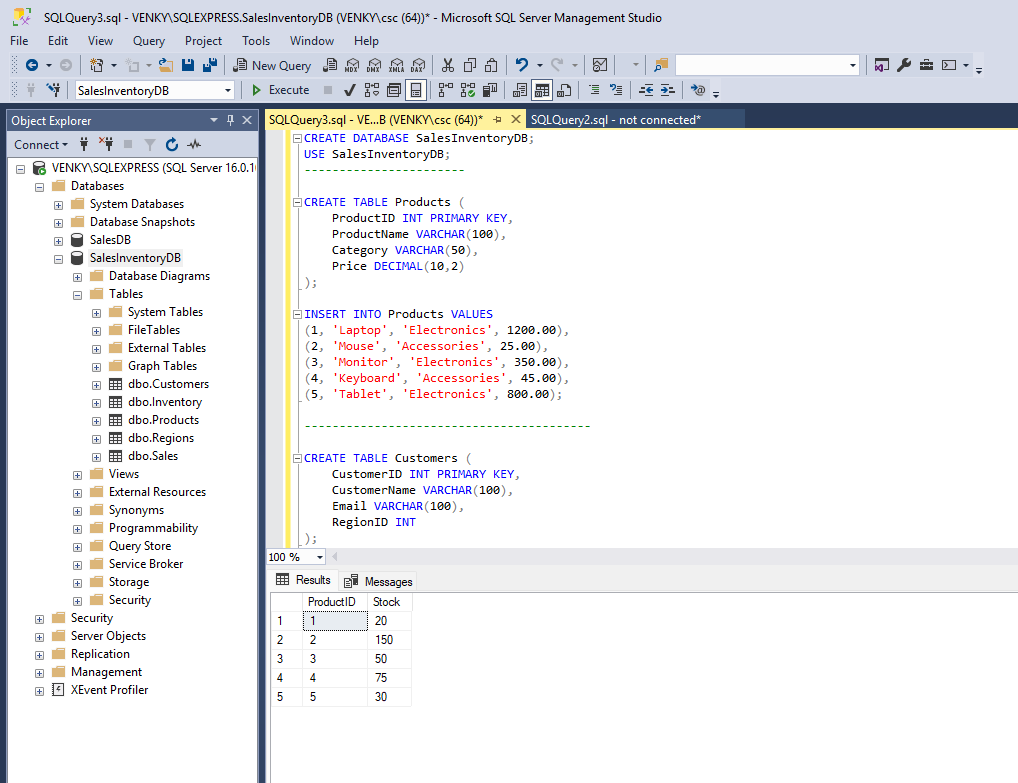 SQLQuery3.sql - VENKY\SQLEXPRESS.SalesInventoryDB (VENKY\csc (64))* - Microsoft SQL Server Management Studio
File Edit View Query Project Tools Window Help
New Query MDX DMX XMLA DAX
SalesInventoryDB Execute
Object Explorer
Connect
VENKY\SQLEXPRESS (SQL Server 16.0.10
Databases
System Databases
Database Snapshots
SalesDB
SalesInventoryDB
Database Diagrams
Tables
System Tables
FileTables
External Tables
Graph Tables
dbo.Customers
dbo.Inventory
dbo.Products
dbo.Regions
dbo.Sales
Views
External Resources
Synonyms
Programmability
Query Store
Service Broker
Storage
Security
Security
Server Objects
Replication
Management
XEvent Profiler
SQLQuery3.sql - VE...B (VENKY\csc (64))* SQLQuery2.sql - not connected*
CREATE DATABASE SalesInventoryDB;
USE SalesInventoryDB;
-----------------------
CREATE TABLE Products (
ProductID INT PRIMARY KEY,
ProductName VARCHAR(100),
Category VARCHAR(50),
Price DECIMAL(10,2)
);
INSERT INTO Products VALUES
(1, 'Laptop', 'Electronics', 1200.00),
(2, 'Mouse', 'Accessories', 25.00),
(3, 'Monitor', 'Electronics', 350.00),
(4, 'Keyboard', 'Accessories', 45.00),
(5, 'Tablet', 'Electronics', 800.00);
-----------------------------------------
CREATE TABLE Customers (
CustomerID INT PRIMARY KEY,
CustomerName VARCHAR(100),
Email VARCHAR(100),
RegionID INT
);
100 %
Results Messages
ProductID Stock
1 1 20
2 2 150
3 3 50
4 4 75
5 5 30